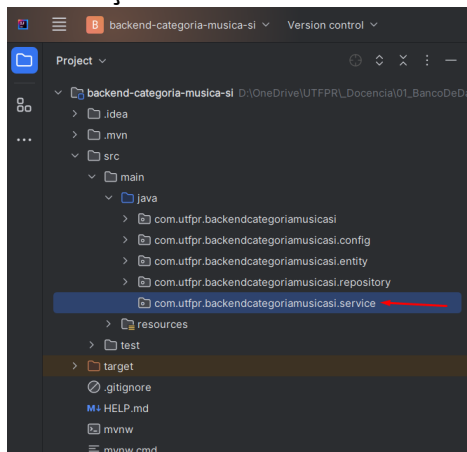 B backend-categoria-musica-si Version control
Project
backend-categoria-musica-si D:\OneDrive\UTFPR\_Docencia\01_BancoDeDa
.idea
.mvn
src
main
java
com.utfpr.backendcategoriamusicasi
com.utfpr.backendcategoriamusicasi.config
com.utfpr.backendcategoriamusicasi.entity
com.utfpr.backendcategoriamusicasi.repository
com.utfpr.backendcategoriamusicasi.service
resources
test
target
.gitignore
M↓ HELP.md
mvnw
mvnw.cmd